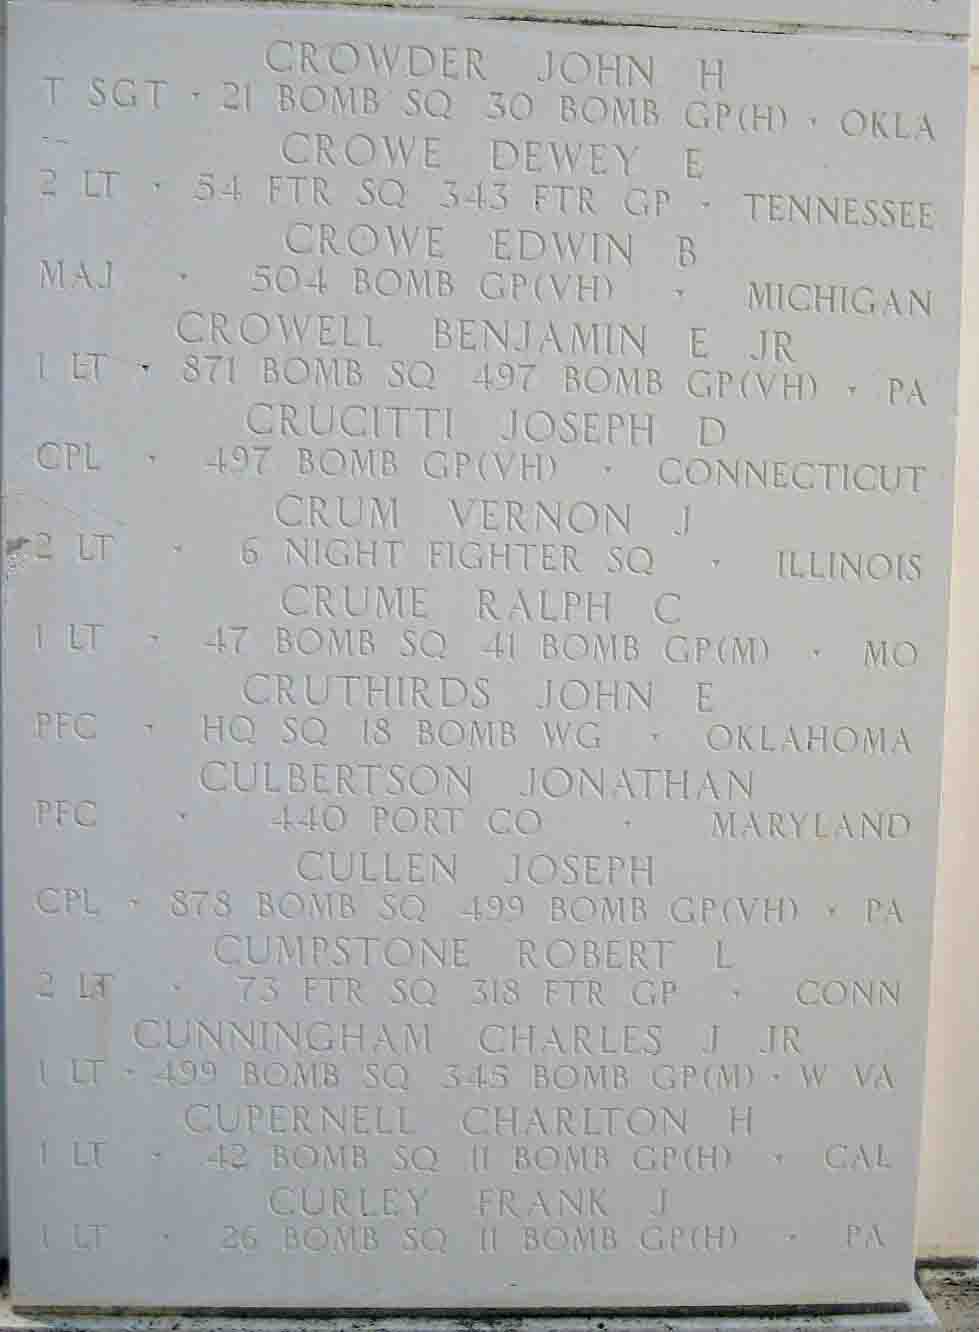 CROWDER JOHN H
T SGT · 21 BOMB SQ 30 BOMB GP(H) · OKLA
CROWE DEWEY E
2 LT · 54 FTR SQ 343 FTR GP · TENNESSEE
CROWE EDWIN B
MAJ · 504 BOMB GP(VH) · MICHIGAN
CROWELL BENJAMIN E JR
1 LT · 871 BOMB SQ 497 BOMB GP(VH) · PA
CRUCITTI JOSEPH D
CPL · 497 BOMB GP(VH) · CONNECTICUT
CRUM VERNON J
2 LT · 6 NIGHT FIGHTER SQ · ILLINOIS
CRUME RALPH C
1 LT · 47 BOMB SQ 41 BOMB GP(M) · MO
CRUTHIRDS JOHN E
PFC · HQ SQ 18 BOMB WG · OKLAHOMA
CULBERTSON JONATHAN
PFC · 440 PORT CO · MARYLAND
CULLEN JOSEPH
CPL · 878 BOMB SQ 499 BOMB GP(VH) · PA
CUMPSTONE ROBERT L
2 LT · 73 FTR SQ 318 FTR GP · CONN
CUNNINGHAM CHARLES J JR
1 LT · 499 BOMB SQ 345 BOMB GP(M) · W VA
CUPERNELL CHARLTON H
1 LT · 42 BOMB SQ 11 BOMB GP(H) · CAL
CURLEY FRANK J
1 LT · 26 BOMB SQ 11 BOMB GP(H) · PA